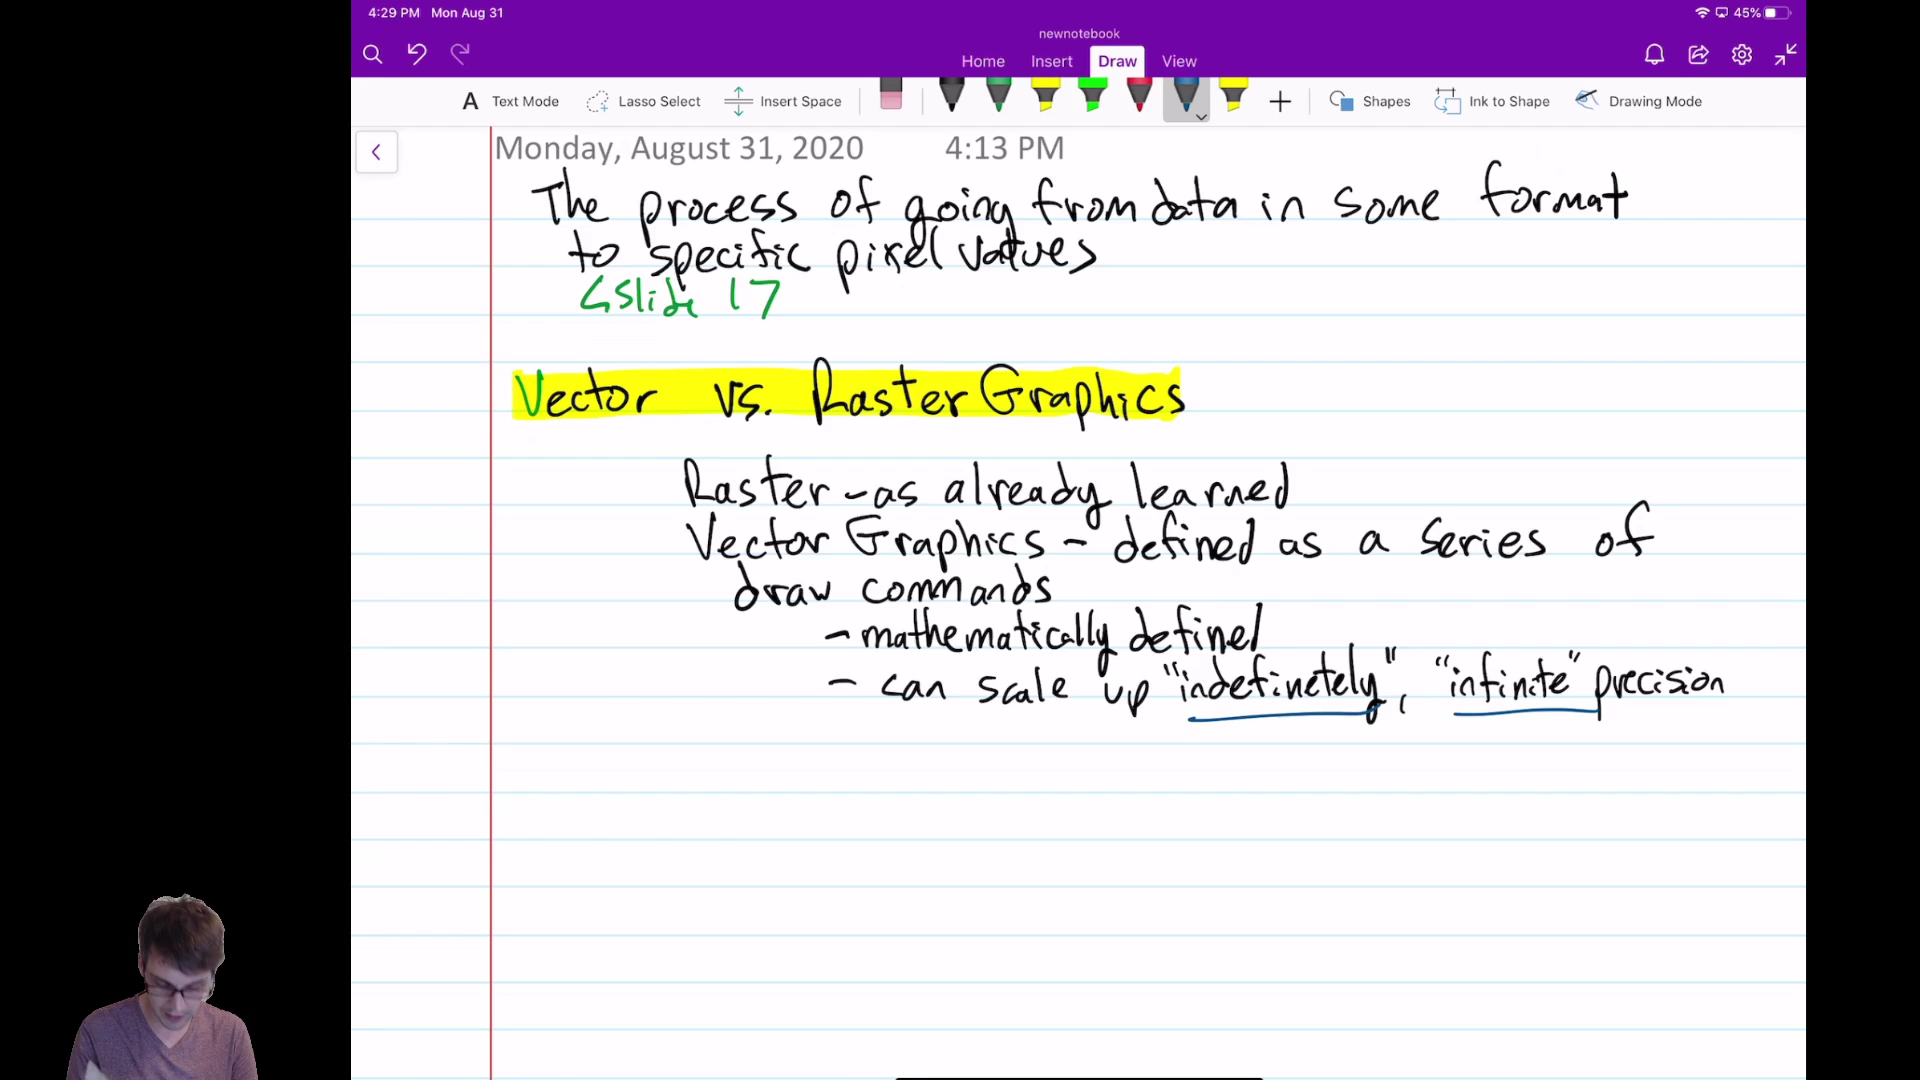 4:29 PM Mon Aug 31
45%
newnotebook
Home Insert Draw View
A Text Mode Lasso Select Insert Space Shapes Ink to Shape Drawing Mode
Monday, August 31, 2020 4:13 PM
The process of going from data in some format
to specific pixel values
↳ Slide 17
Vector vs. Raster Graphics
Raster - as already learned
Vector Graphics - defined as a series of
draw commands
- mathematically defined
- can scale up "indefinetely", "infinite" precision